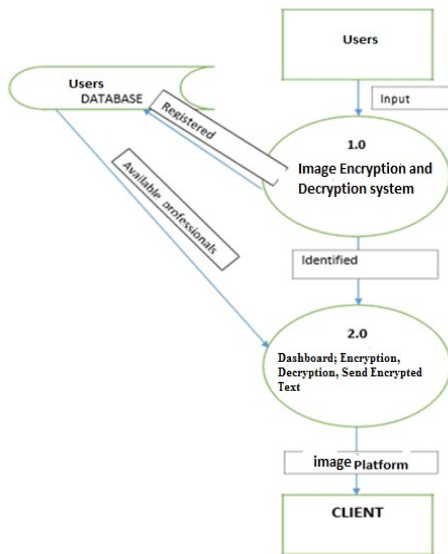 Users
Input
Users
DATABASE
Registered
1.0
Image Encryption and
Decryption system
Available professionals
Identified
2.0
Dashboard; Encryption,
Decryption, Send Encrypted
Text
image Platform
CLIENT